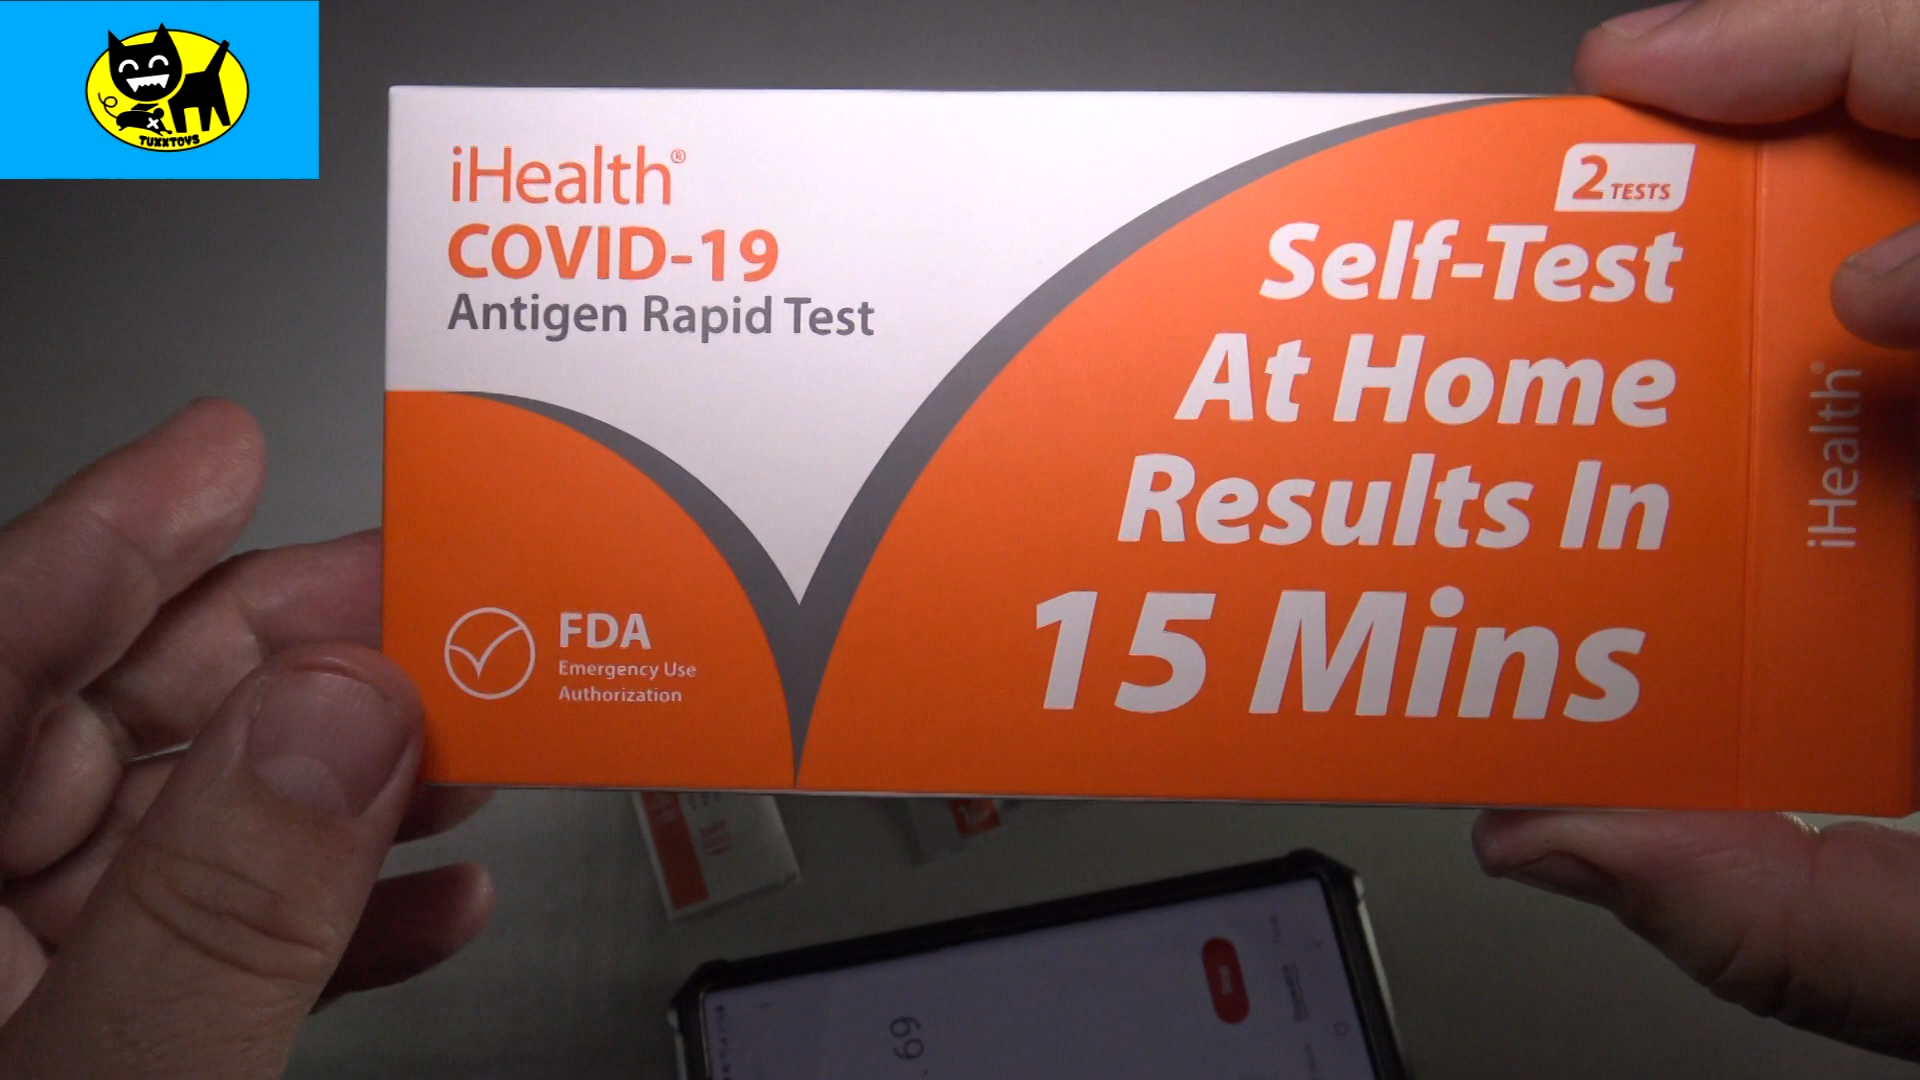 TUXXTOYS
iHealth®
COVID-19
Antigen Rapid Test
2 TESTS
Self-Test
At Home
Results In
15 Mins
FDA
Emergency Use
Authorization
iHealth®
69
Stop